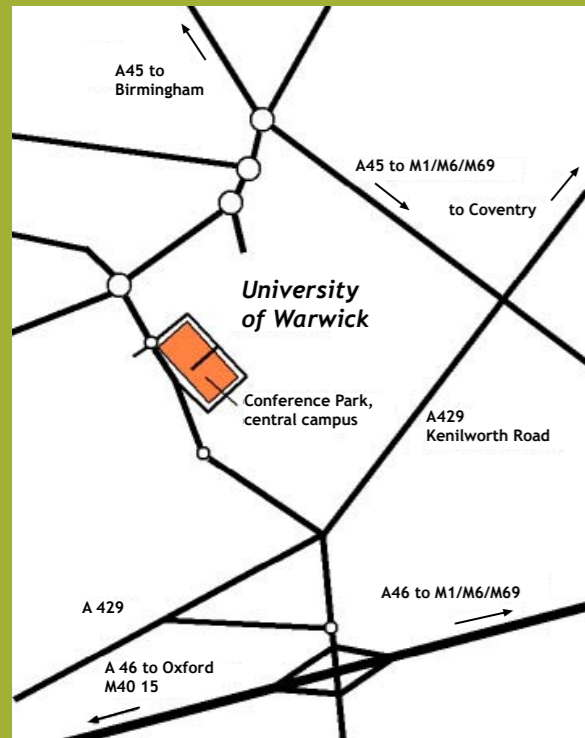 A45 to
Birmingham
A45 to M1/M6/M69
to Coventry
University
of Warwick
Conference Park,
central campus
A429
Kenilworth Road
A 429
A46 to M1/M6/M69
A 46 to Oxford
M40 15